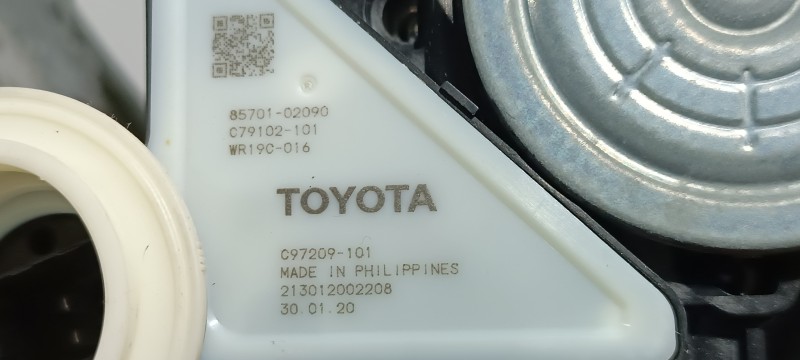 85701-02090
C79102-101
WR19C-016
TOYOTA
C97209-101
MADE IN PHILIPPINES
213012002208
30.01.20